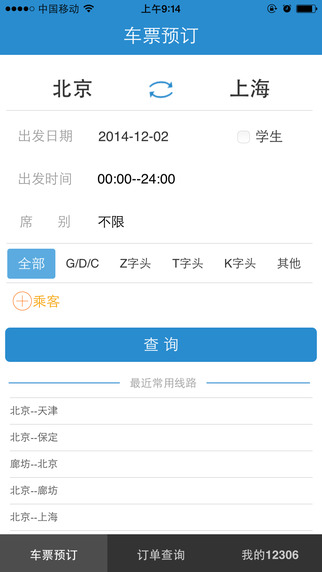 中国移动 上午9:14
车票预订
北京 上海
出发日期 2014-12-02 学生
出发时间 00:00--24:00
席 别 不限
全部 G/D/C Z字头 T字头 K字头 其他
乘客
查 询
最近常用线路
北京--天津
北京--保定
廊坊--北京
北京--廊坊
北京--上海
车票预订 订单查询 我的12306